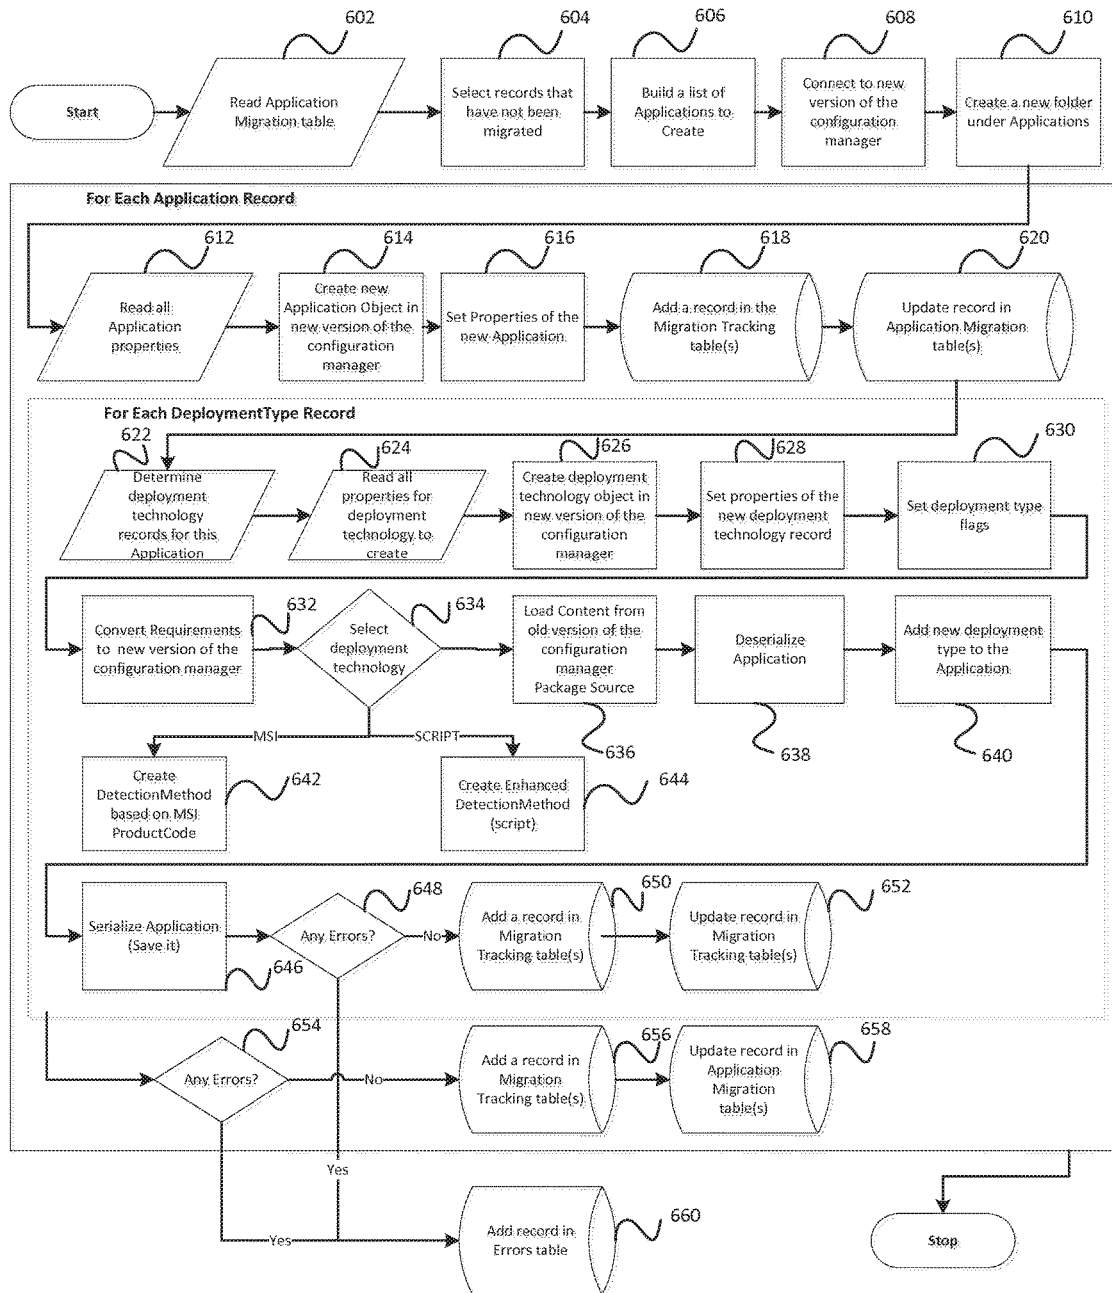 602
604
606
608
610
Start
Read Application
Migration table
Select records that
have not been
migrated
Build a list of
Applications to
Create
Connect to new
version of the
configuration
manager
Create a new folder
under Applications
For Each Application Record
612
614
616
618
620
Read all
Application
properties
Create new
Application Object in
new version of the
configuration
manager
Set Properties of the
new Application
Add a record in the
Migration Tracking
table(s)
Update record in
Application Migration
table(s)
For Each DeploymentType Record
622
624
626
628
630
Determine
deployment
technology
records for this
Application
Read all
properties for
deployment
technology to
create
Create deployment
technology object in
new version of the
configuration
manager
Set properties of the
new deployment
technology record
Set deployment type
flags
632
634
Convert Requirements
to new version of the
configuration manager
Select
deployment
technology
Load Content from
old version of the
configuration
manager
Package Source
Deserialize
Application
Add new deployment
type to the
Application
636
638
640
MSI
SCRIPT
642
644
Create
DetectionMethod
based on MSI
ProductCode
Create Enhanced
DetectionMethod
(script)
648
650
652
Serialize Application
(Save it)
Any Errors?
No
Add a record in
Migration
Tracking table(s)
Update record in
Migration
Tracking table(s)
646
654
656
658
Any Errors?
No
Add a record in
Migration
Tracking table(s)
Update record in
Application
Migration
table(s)
Yes
Yes
Add record in
Errors table
660
Stop